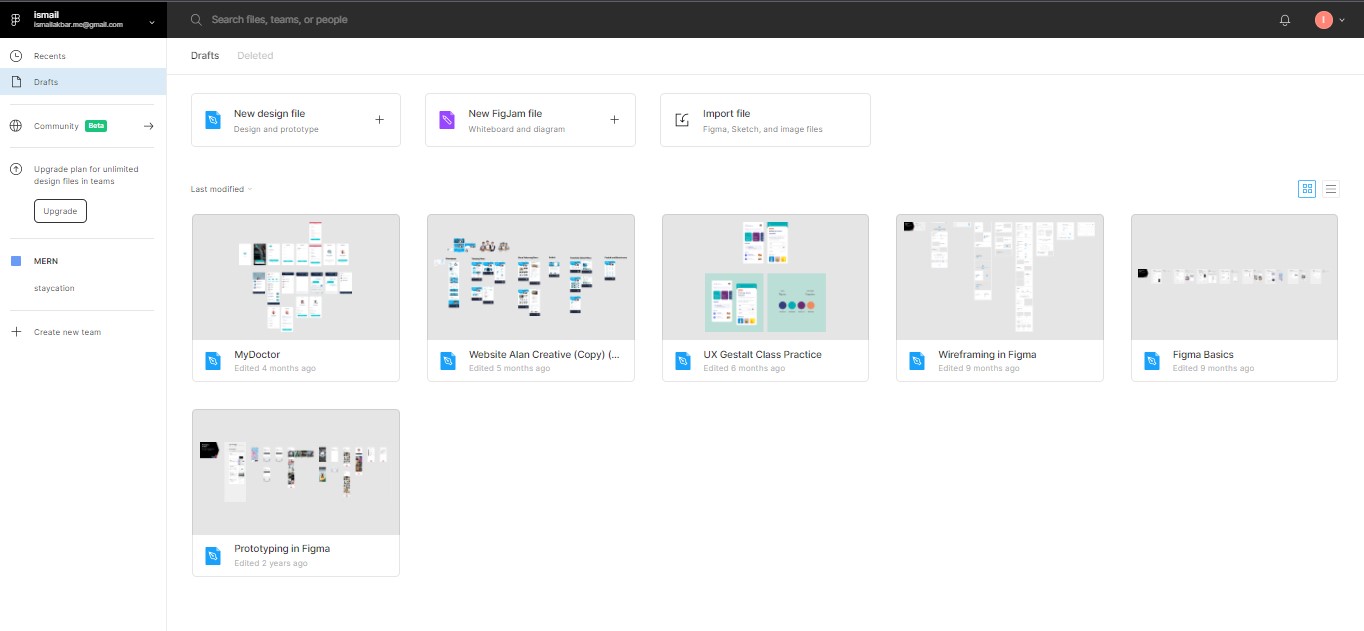 ismail
ismailakbar.me@gmail.com
Search files, teams, or people
I
Recents
Drafts
Community Beta
Upgrade plan for unlimited
design files in teams
Upgrade
MERN
staycation
Create new team
Drafts Deleted
New design file
Design and prototype
New FigJam file
Whiteboard and diagram
Import file
Figma, Sketch, and image files
Last modified
MyDoctor
Edited 4 months ago
Website Alan Creative (Copy) (...
Edited 5 months ago
UX Gestalt Class Practice
Edited 6 months ago
Wireframing in Figma
Edited 9 months ago
Figma Basics
Edited 9 months ago
Prototyping in Figma
Edited 2 years ago